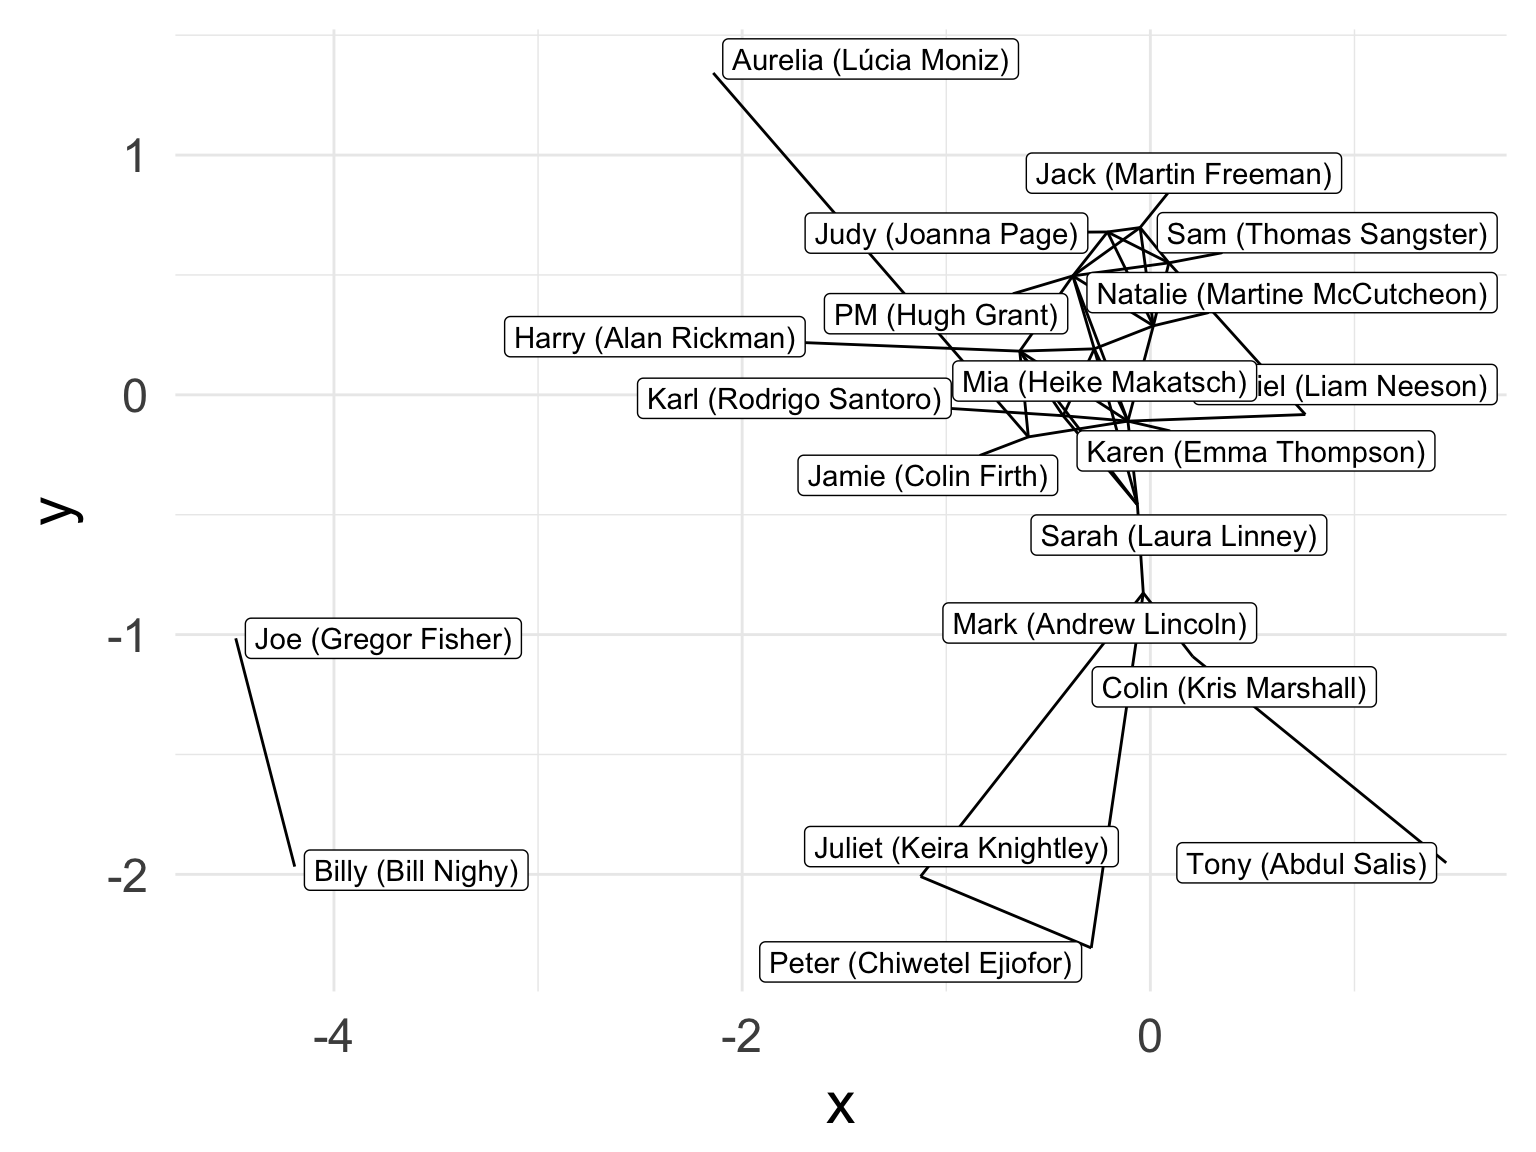 Aurelia (Lúcia Moniz)
1
Jack (Martin Freeman)
Judy (Joanna Page)
Sam (Thomas Sangster)
Natalie (Martine McCutcheon)
PM (Hugh Grant)
Harry (Alan Rickman)
Mia (Heike Makatsch)
(Liam Neeson)
0
Karl (Rodrigo Santoro)
Karen (Emma Thompson)
Jamie (Colin Firth)
y
Sarah (Laura Linney)
Mark (Andrew Lincoln)
-1
Joe (Gregor Fisher)
Colin (Kris Marshall)
Juliet (Keira Knightley)
Tony (Abdul Salis)
-2
Billy (Bill Nighy)
Peter (Chiwetel Ejiofor)
-4
-2
0
x